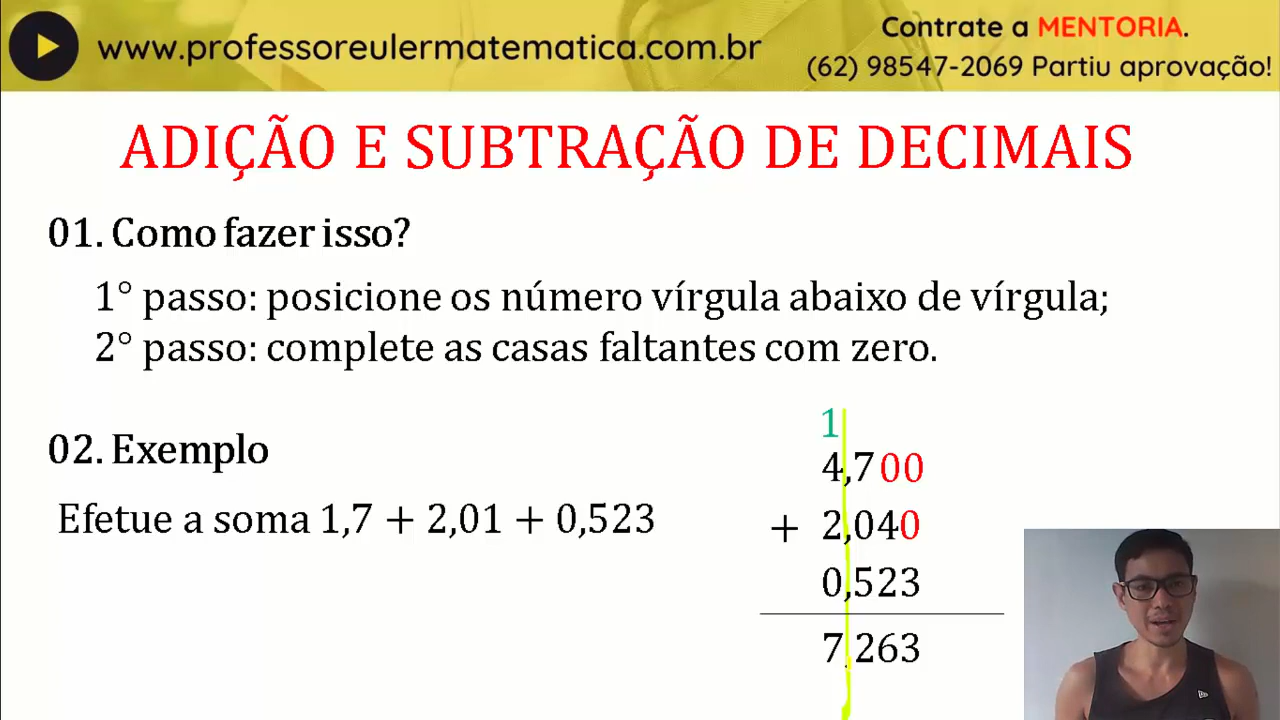 www.professoreulermatematica.com.br
Contrate a MENTORIA.
(62) 98547-2069 Partiu aprovação!
ADIÇÃO E SUBTRAÇÃO DE DECIMAIS
01. Como fazer isso?
1° passo: posicione os número vírgula abaixo de vírgula;
2° passo: complete as casas faltantes com zero.
02. Exemplo
Efetue a soma 1,7 + 2,01 + 0,523
1
4,700
+ 2,040
0,523
7,263